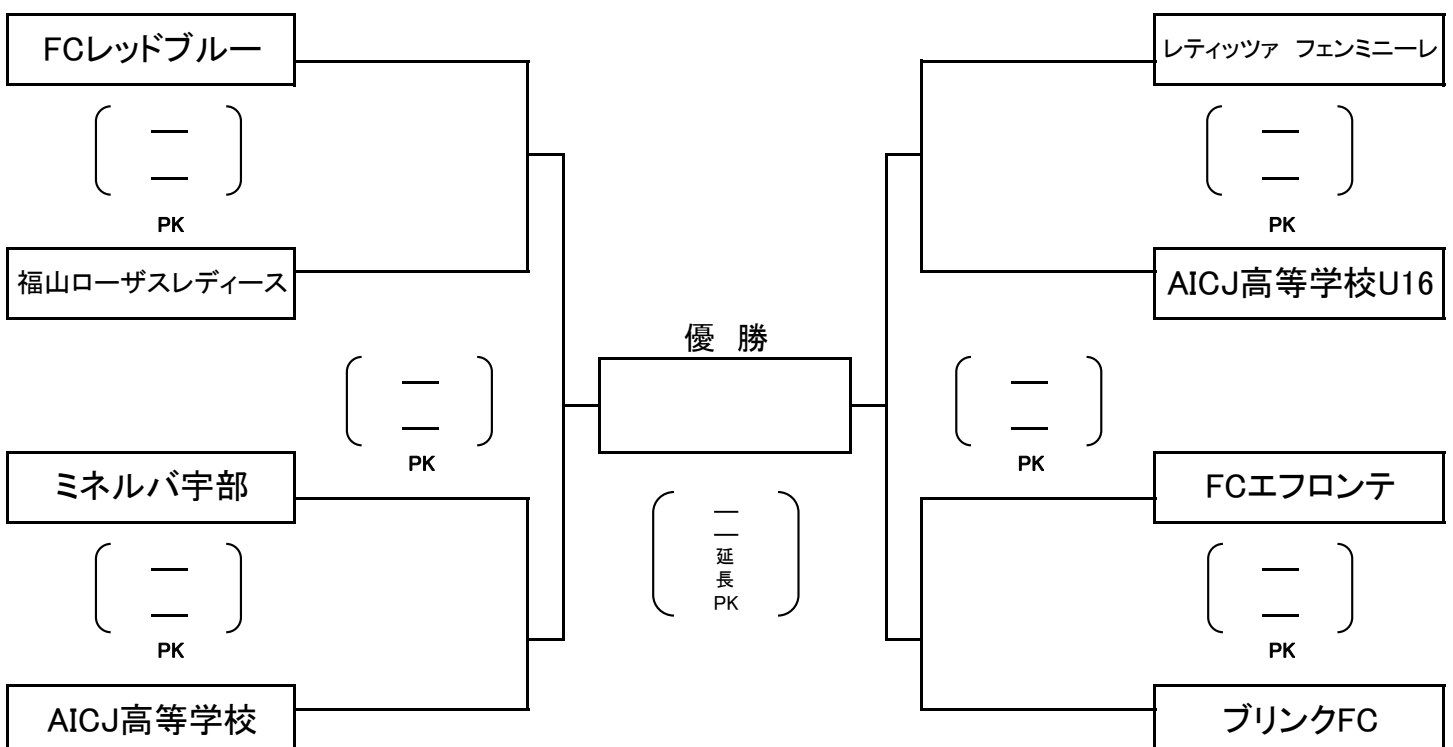 FCレッドブルー
レティッツァ　フェンミニーレ
―
―
PK
―
―
PK
福山ローザスレディース
AICJ高等学校U16
優　勝
―
―
PK
―
―
PK
ミネルバ宇部
FCエフロンテ
―
―
延
長
PK
―
―
PK
―
―
PK
AICJ高等学校
ブリンクFC